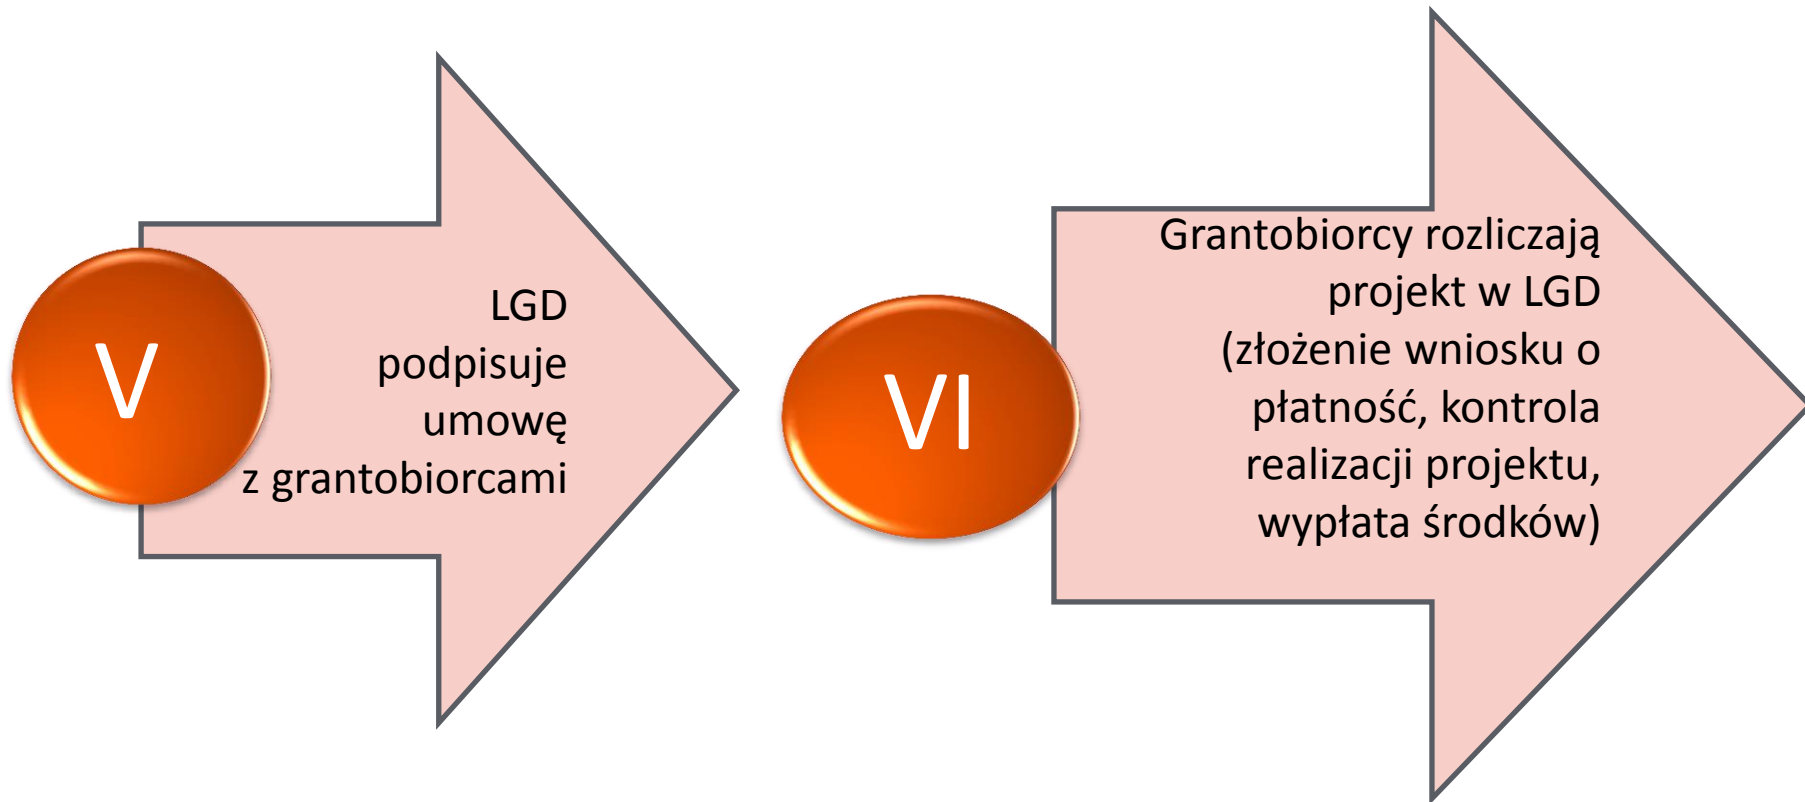 V
LGD
podpisuje
umowę
z grantobiorcami
VI
Grantobiorcy rozliczają
projekt w LGD
(złożenie wniosku o
płatność, kontrola
realizacji projektu,
wypłata środków)